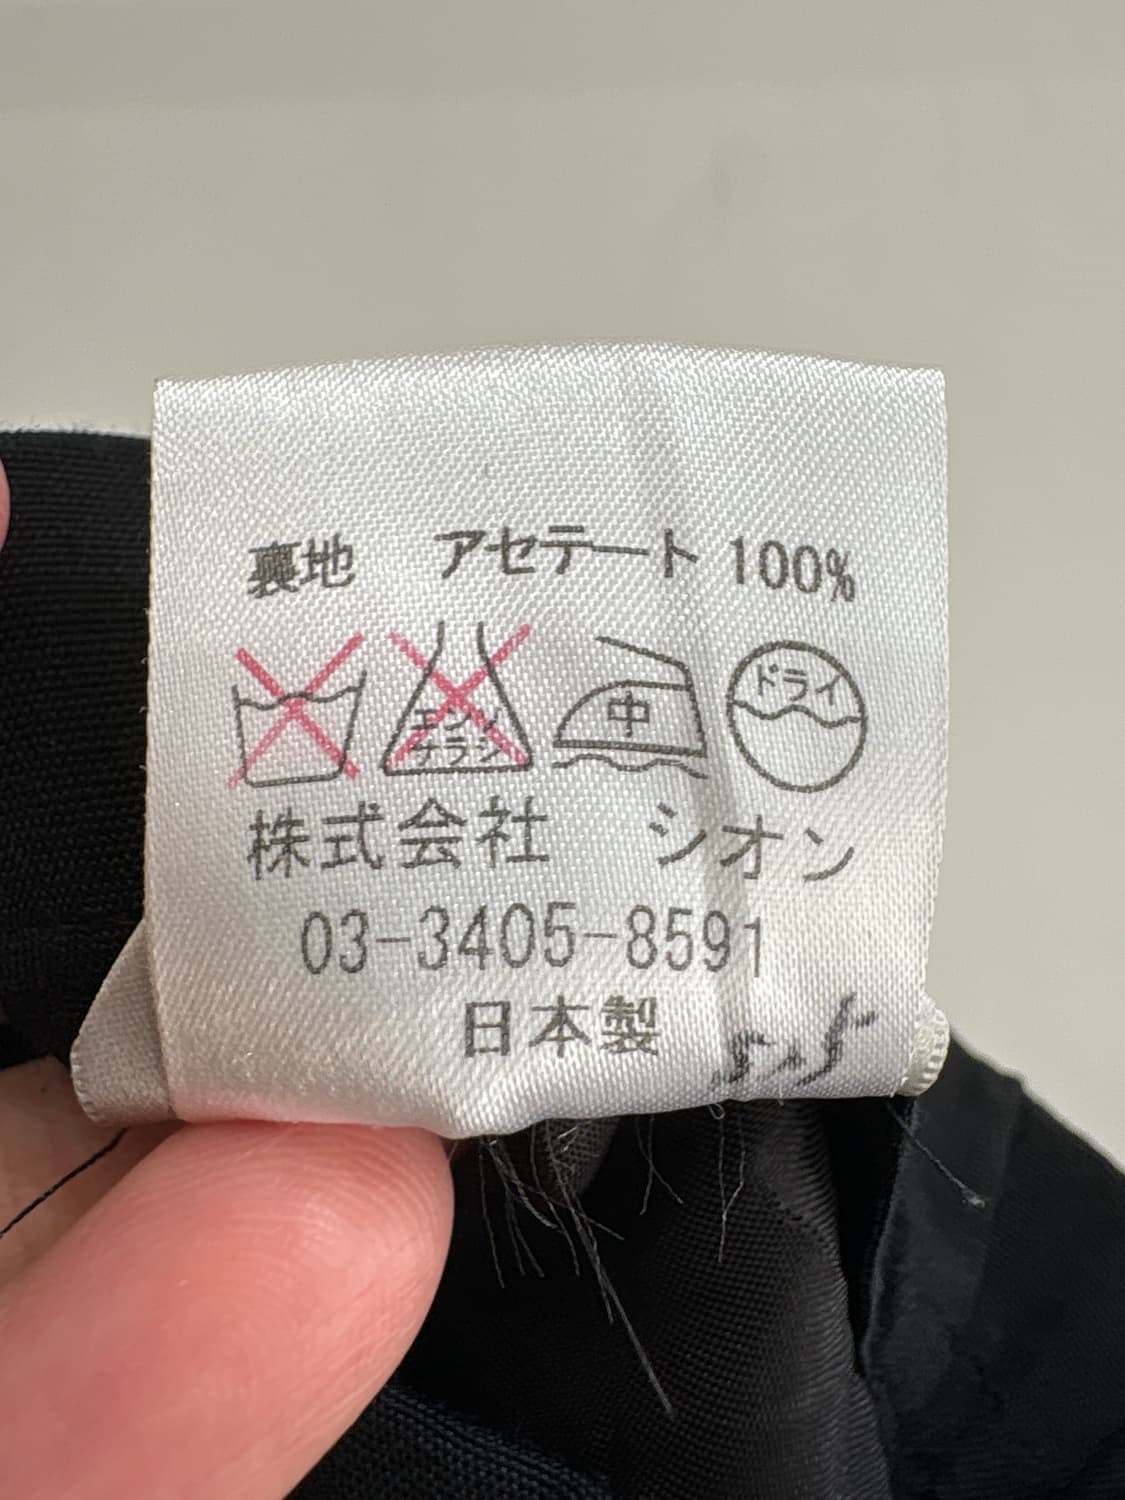 裏地 アセテート 100%
エンソ
サラシ 中 ドライ
株式会社 シオン
03-3405-8591
日本製